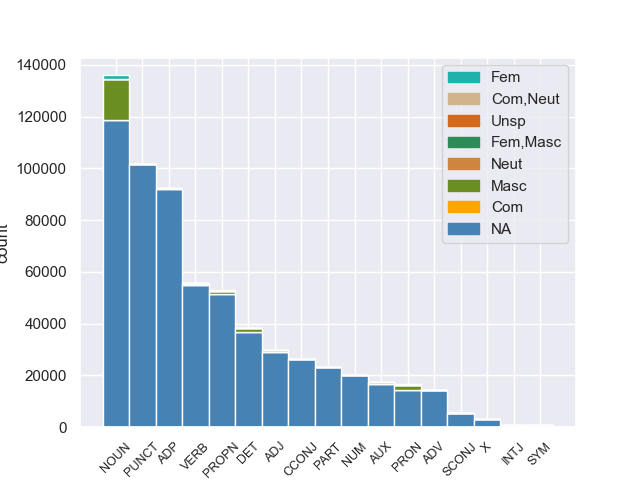 140000
120000
100000
80000
60000
40000
20000
0
count
Fem
Com,Neut
Unsp
Fem,Masc
Neut
Masc
Com
NA
NOUN
PUNCT
ADP
VERB
PROPN
DET
ADJ
CCONJ
PART
NUM
AUX
PRON
ADV
SCONJ
X
INTJ
SYM